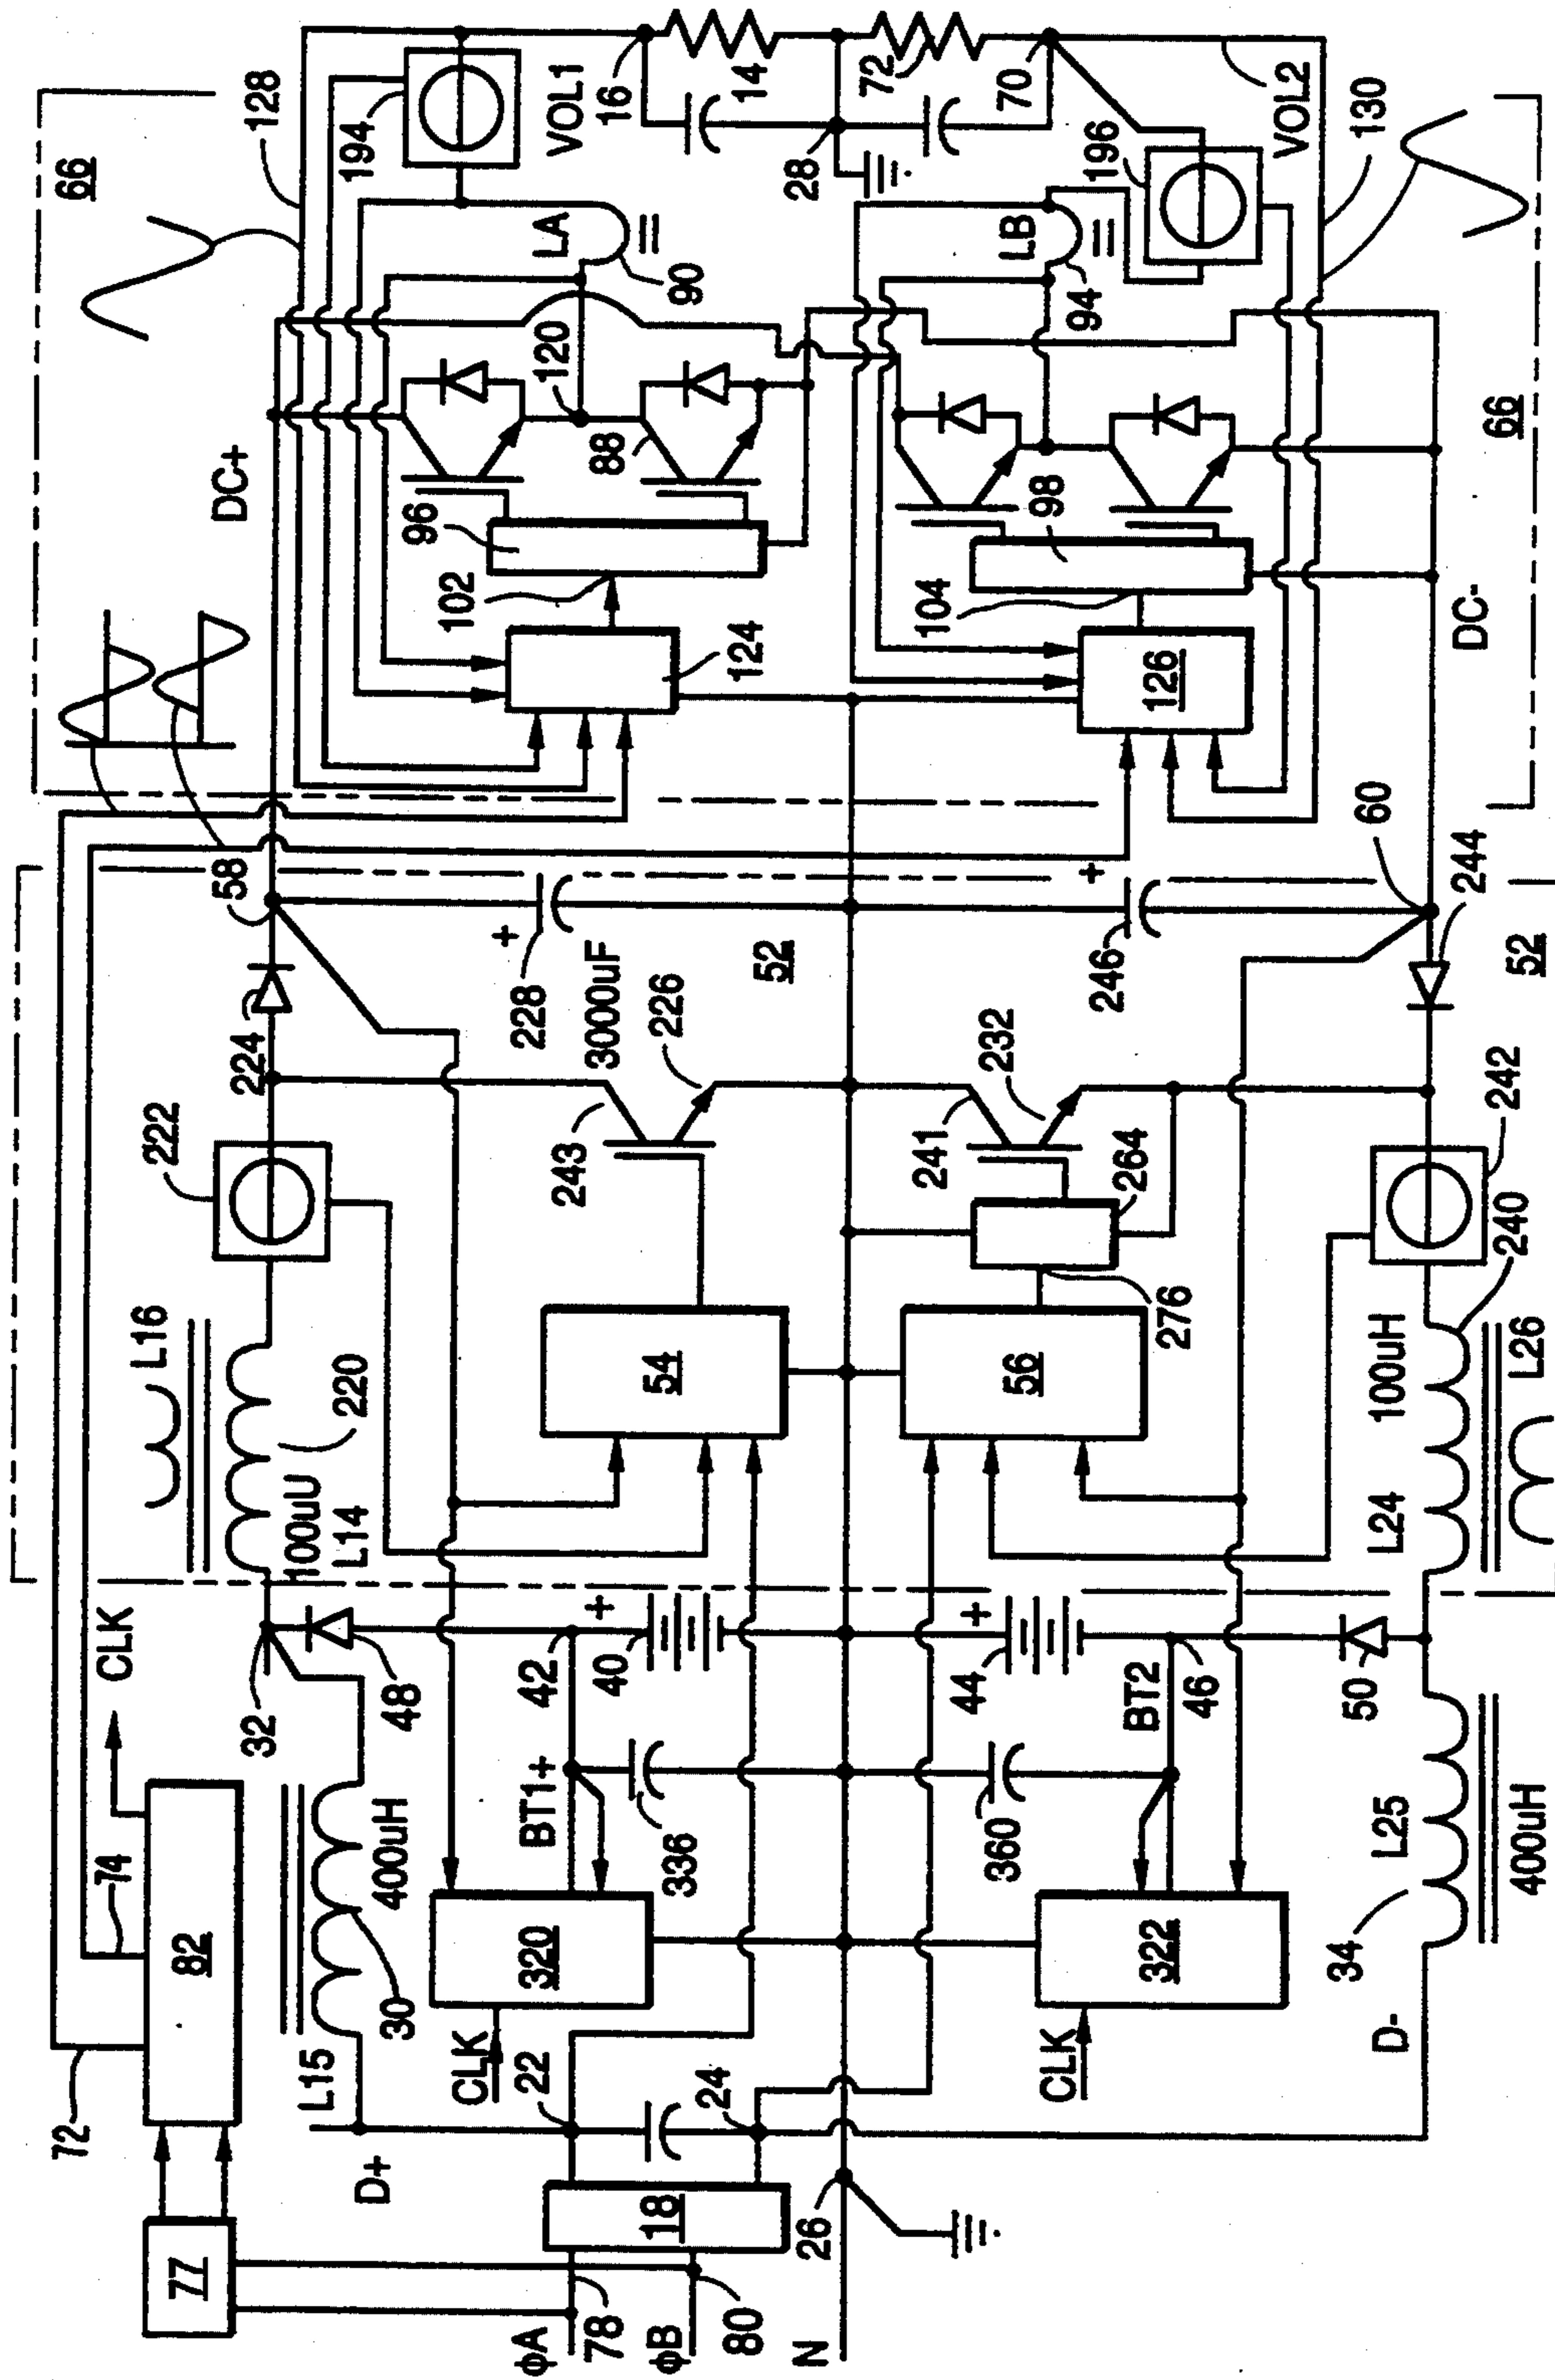 66
128
194
VOL1
16
14
28
72
70
VOL2
196
130
LA
LB
90
94
120
88
DC+
96
98
102
104
124
126
66
DC-
58
60
244
+
+
228
3000uF
52
246
52
224
226
232
222
243
241
264
242
240
276
L16
220
54
56
100uH
L26
100uU
L14
L24
CLK
32
48
42
40
+
+
44
BT2
46
50
74
82
BT1+
336
360
L25
400uH
400uH
30
320
322
34
72
L15
CLK
CLK
D-
22
24
D+
77
18
26
ΦA
78
ΦB
80
N